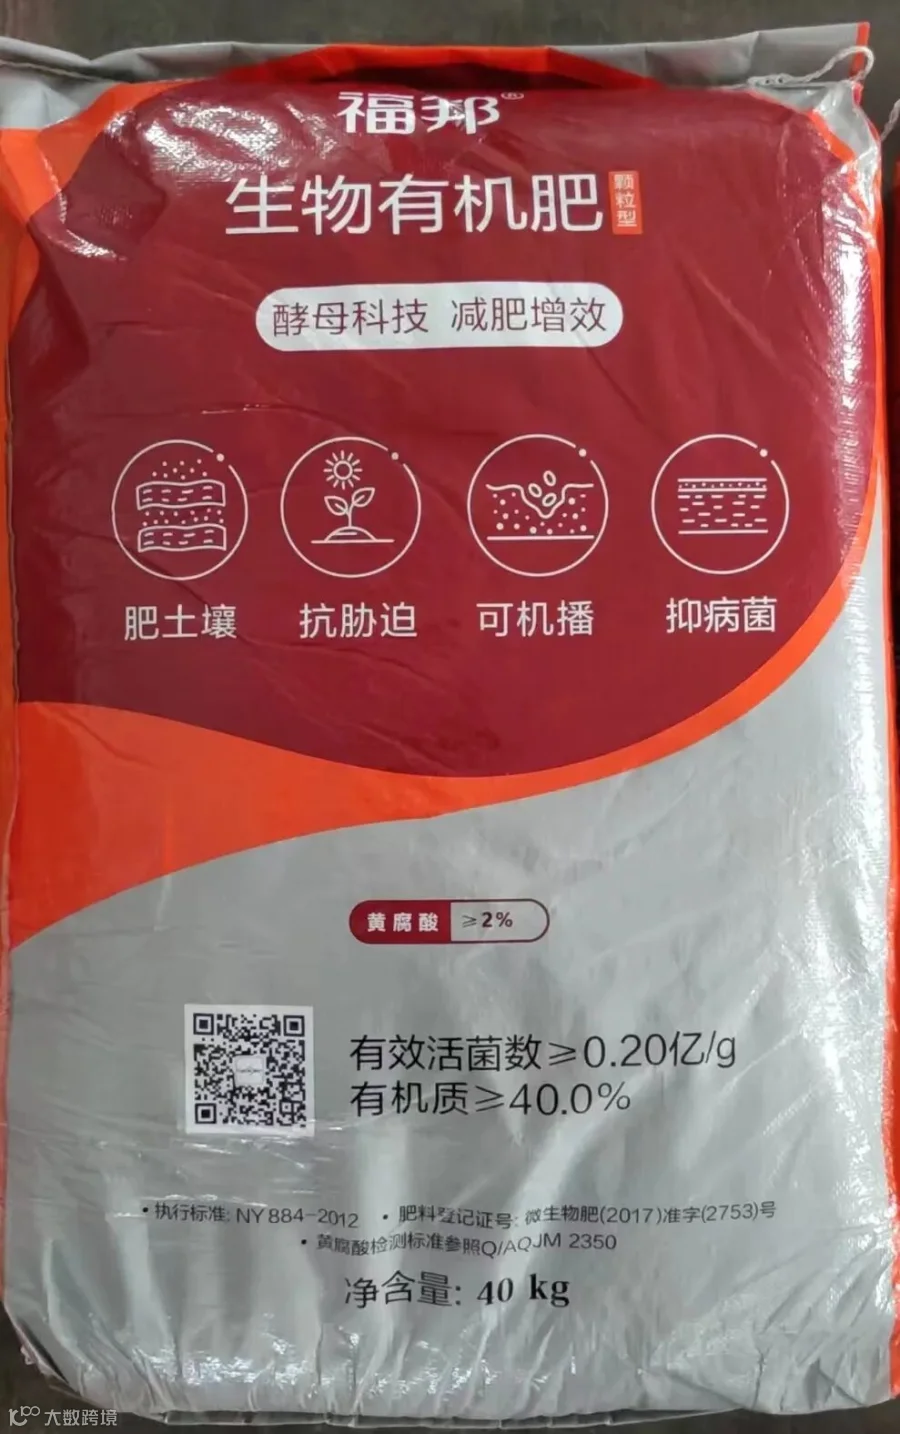 福邦®
生物有机肥 颗粒型
酵母科技 减肥增效
肥土壤 抗胁迫 可机播 抑病菌
黄腐酸 ≥2%
有效活菌数≥0.20亿/g
有机质≥40.0%
•执行标准: NY 884-2012 •肥料登记证号: 微生物肥(2017)准字(2753)号
•黄腐酸检测标准参照Q/AQJM 2350
净含量: 40 kg
大数跨境